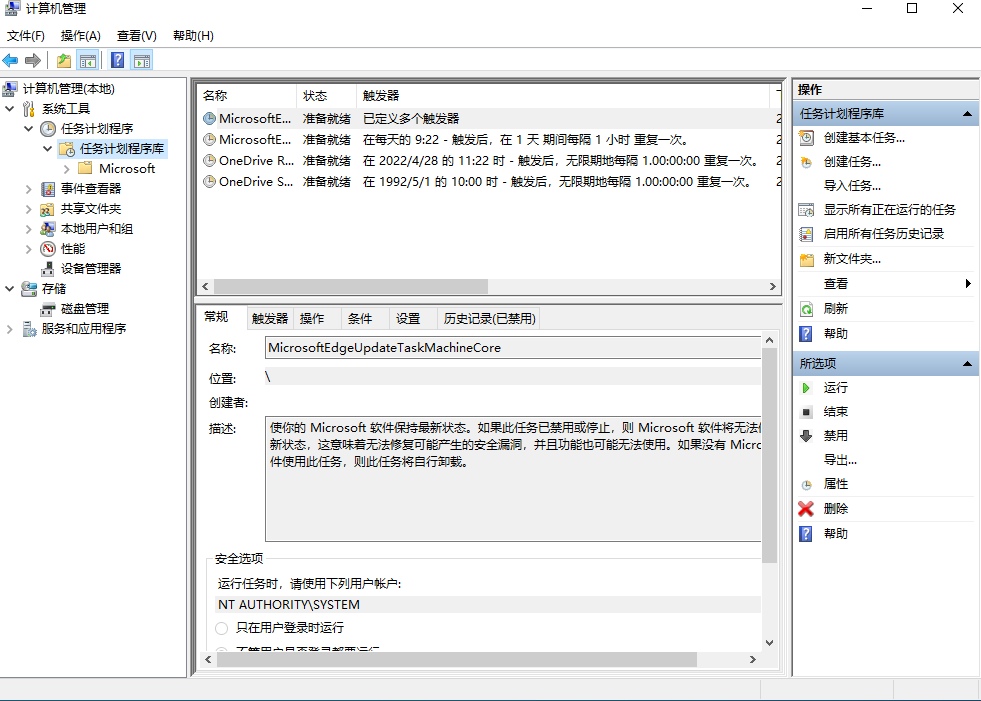 计算机管理
文件(F) 操作(A) 查看(V) 帮助(H)
计算机管理(本地)
系统工具
任务计划程序
任务计划程序库
Microsoft
事件查看器
共享文件夹
本地用户和组
性能
设备管理器
存储
磁盘管理
服务和应用程序
名称 状态 触发器
MicrosoftE... 准备就绪 已定义多个触发器
MicrosoftE... 准备就绪 在每天的 9:22 - 触发后，在 1 天 期间每隔 1 小时 重复一次。
OneDrive R... 准备就绪 在 2022/4/28 的 11:22 时 - 触发后，无限期地每隔 1.00:00:00 重复一次。
OneDrive S... 准备就绪 在 1992/5/1 的 10:00 时 - 触发后，无限期地每隔 1.00:00:00 重复一次。
常规 触发器 操作 条件 设置 历史记录(已禁用)
名称: MicrosoftEdgeUpdateTaskMachineCore
位置: \
创建者:
描述: 使你的 Microsoft 软件保持最新状态。如果此任务已禁用或停止，则 Microsoft 软件将无法
新状态，这意味着无法修复可能产生的安全漏洞，并且功能也可能无法使用。如果没有 Micro
件使用此任务，则此任务将自行卸载。
安全选项
运行任务时，请使用下列用户帐户:
NT AUTHORITY\SYSTEM
只在用户登录时运行
不管用户是否登录都要运行
操作
任务计划程序库
创建基本任务...
创建任务...
导入任务...
显示所有正在运行的任务
启用所有任务历史记录
新文件夹...
查看
刷新
帮助
所选项
运行
结束
禁用
导出...
属性
删除
帮助